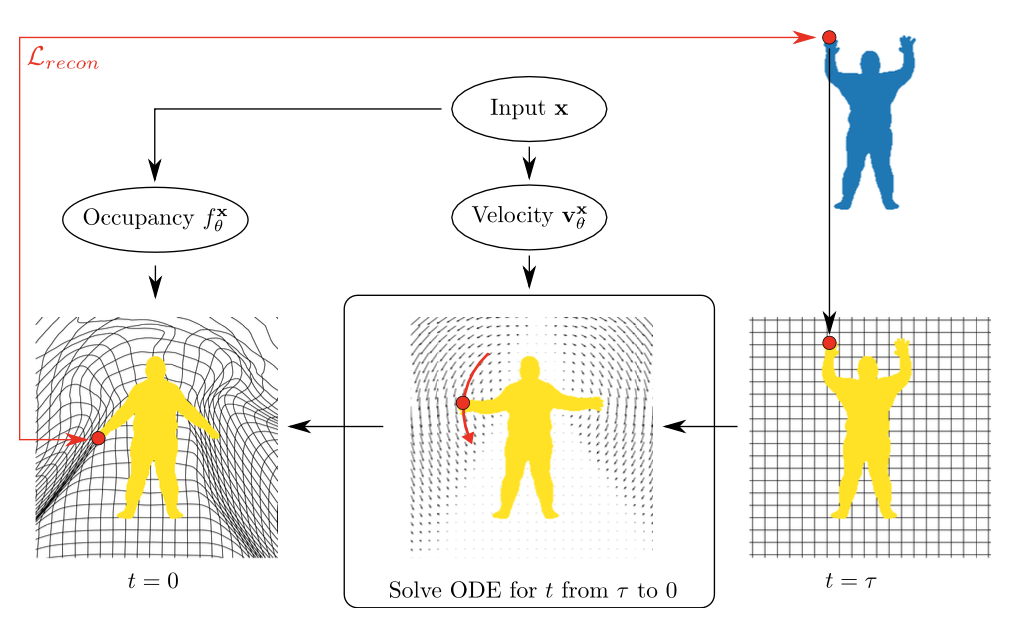 $\mathcal{L}_{recon}$
Input $\mathbf{x}$
Occupancy $f_\theta^{\mathbf{x}}$
Velocity $\mathbf{v}_\theta^{\mathbf{x}}$
Solve ODE for $t$ from $\tau$ to 0
$t = 0$
$t = \tau$